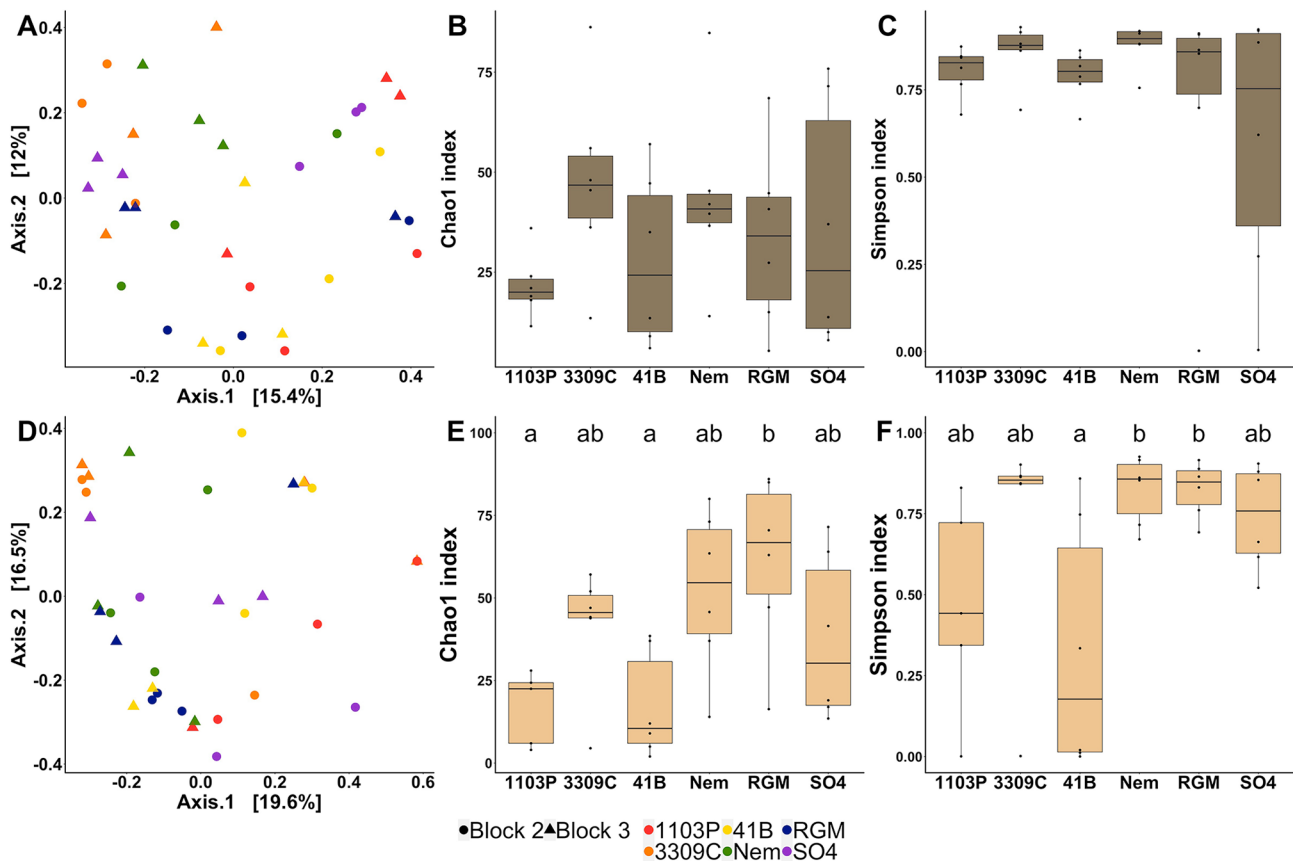 A
0.4
0.2
0.0
-0.2
Axis.2 [12%]
-0.2
0.0
0.2
0.4
Axis.1 [15.4%]
B
75
50
25
Chao1 index
1103P 3309C 41B Nem RGM SO4
C
0.75
0.50
0.25
0.00
Simpson index
1103P 3309C 41B Nem RGM SO4
D
0.4
0.2
0.0
-0.2
-0.4
Axis.2 [16.5%]
-0.2
0.0
0.2
0.4
0.6
Axis.1 [19.6%]
E
100
75
50
25
0
Chao1 index
a ab a ab b ab
1103P 3309C 41B Nem RGM SO4
F
1.00
0.75
0.50
0.25
0.00
Simpson index
ab ab a b b ab
1103P 3309C 41B Nem RGM SO4
Block 2 Block 3 1103P 41B RGM
3309C Nem SO4